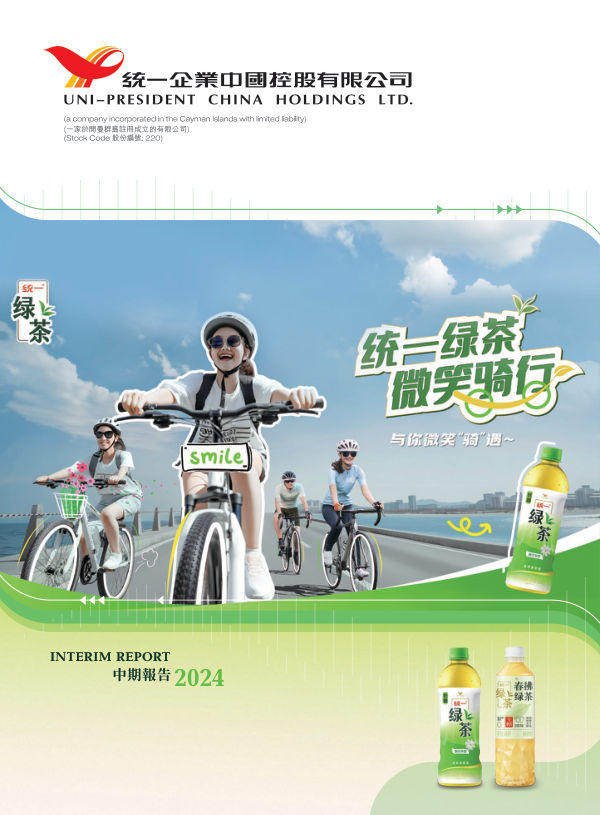 統一企業中國控股有限公司
UNI-PRESIDENT CHINA HOLDINGS LTD.
(a company incorporated in the Cayman Islands with limited liability)
(一家於開曼群島註冊成立的有限公司)
(Stock Code 股份編號: 220)
统一
绿茶
统一绿茶
微笑骑行
与你微笑“骑”遇~
smile
统一
绿茶
INTERIM REPORT
中期報告 2024
统一
绿茶
春拂
绿茶